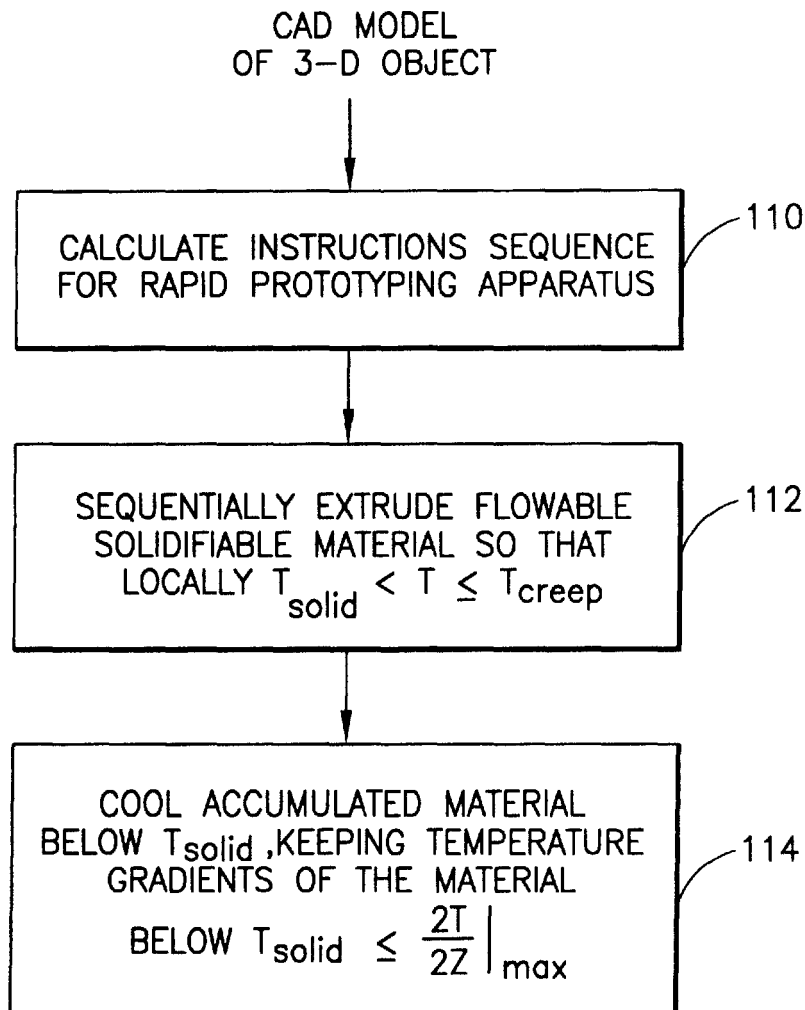 CAD MODEL
OF 3-D OBJECT
CALCULATE INSTRUCTIONS SEQUENCE
FOR RAPID PROTOTYPING APPARATUS
110
SEQUENTIALLY EXTRUDE FLOWABLE
SOLIDIFIABLE MATERIAL SO THAT
LOCALLY T_solid < T ≤ T_creep
112
COOL ACCUMULATED MATERIAL
BELOW T_solid ,KEEPING TEMPERATURE
GRADIENTS OF THE MATERIAL
BELOW T_solid ≤ 2T/2Z |max
114